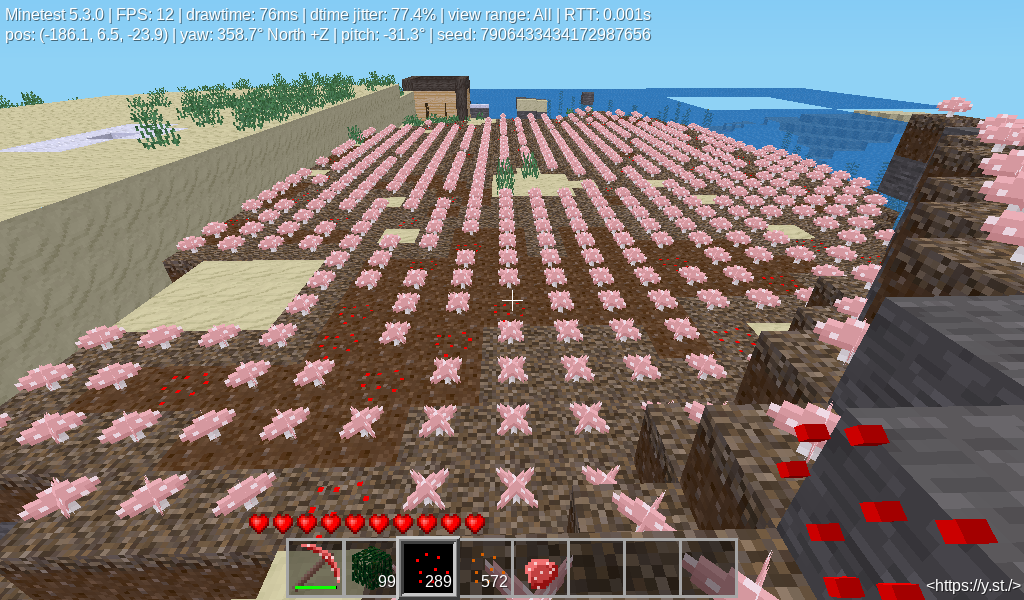 Minetest 5.3.0 | FPS: 12 | drawtime: 76ms | dtime jitter: 77.4% | view range: All | RTT: 0.001s
pos: (-186.1, 6.5, -23.9) | yaw: 358.7° North +Z | pitch: -31.3° | seed: 7906433434172987656
99
289
572
<https://y.st./>